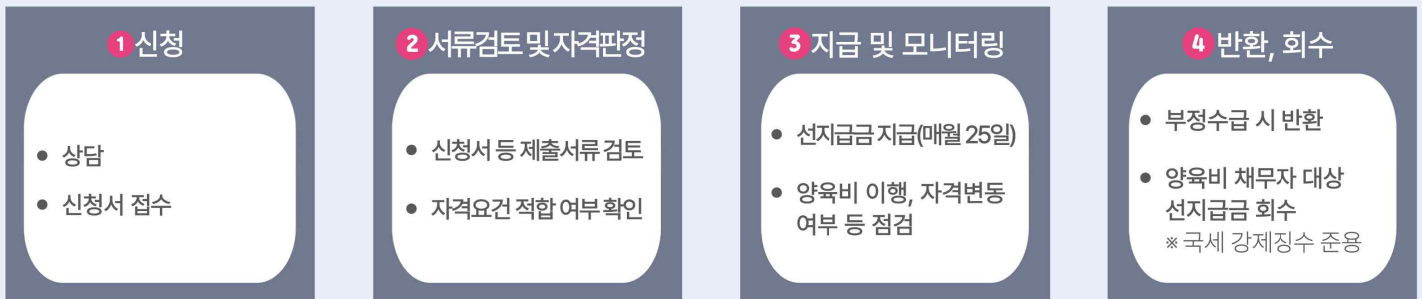 1 신청
• 상담
• 신청서 접수
2 서류검토 및 자격판정
• 신청서 등 제출서류 검토
• 자격요건 적합 여부 확인
3 지급 및 모니터링
• 선지급금 지급(매월 25일)
• 양육비 이행, 자격변동
여부 등 점검
4 반환, 회수
• 부정수급 시 반환
• 양육비 채무자 대상
선지급금 회수
※ 국세 강제징수 준용